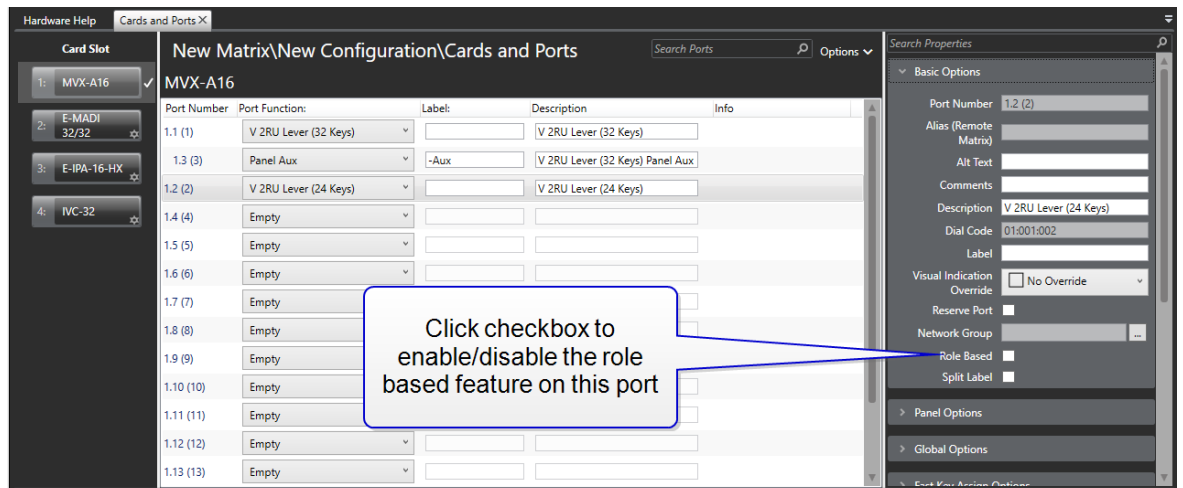 Hardware Help Cards and Ports ×
Card Slot
1: MVX-A16
2: E-MADI 32/32
3: E-IPA-16-HX
4: IVC-32
New Matrix\New Configuration\Cards and Ports Search Ports Options
MVX-A16
Port Number Port Function: Label: Description Info
1.1 (1) V 2RU Lever (32 Keys) V 2RU Lever (32 Keys)
1.3 (3) Panel Aux -Aux V 2RU Lever (32 Keys) Panel Aux
1.2 (2) V 2RU Lever (24 Keys) V 2RU Lever (24 Keys)
1.4 (4) Empty
1.5 (5) Empty
1.6 (6) Empty
1.7 (7) Empty
1.8 (8) Empty
1.9 (9) Empty
1.10 (10) Empty
1.11 (11) Empty
1.12 (12) Empty
1.13 (13) Empty
Click checkbox to
enable/disable the role
based feature on this port
Search Properties
Basic Options
Port Number 1.2 (2)
Alias (Remote
Matrix)
Alt Text
Comments
Description V 2RU Lever (24 Keys)
Dial Code 01:001:002
Label
Visual Indication
Override No Override
Reserve Port
Network Group ...
Role Based
Split Label
Panel Options
Global Options
Fast Key Assign Options